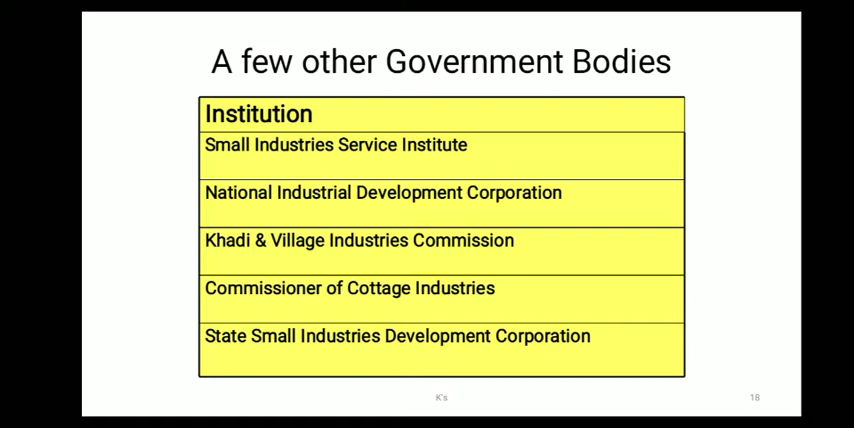 A few other Government Bodies
Institution
Small Industries Service Institute
National Industrial Development Corporation
Khadi & Village Industries Commission
Commissioner of Cottage Industries
State Small Industries Development Corporation
K's
18